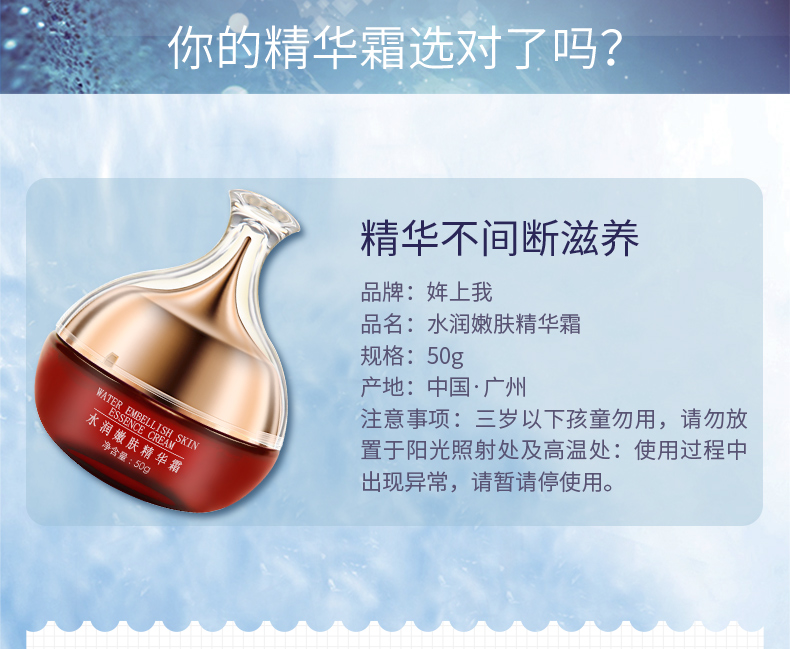 你的精华霜选对了吗？
精华不间断滋养
品牌：姩上我
品名：水润嫩肤精华霜
规格：50g
产地：中国·广州
注意事项：三岁以下孩童勿用，请勿放
置于阳光照射处及高温处：使用过程中
出现异常，请暂请停使用。
WATER EMBELLISH SKIN
ESSENCE CREAM
水润嫩肤精华霜
净含量：50g